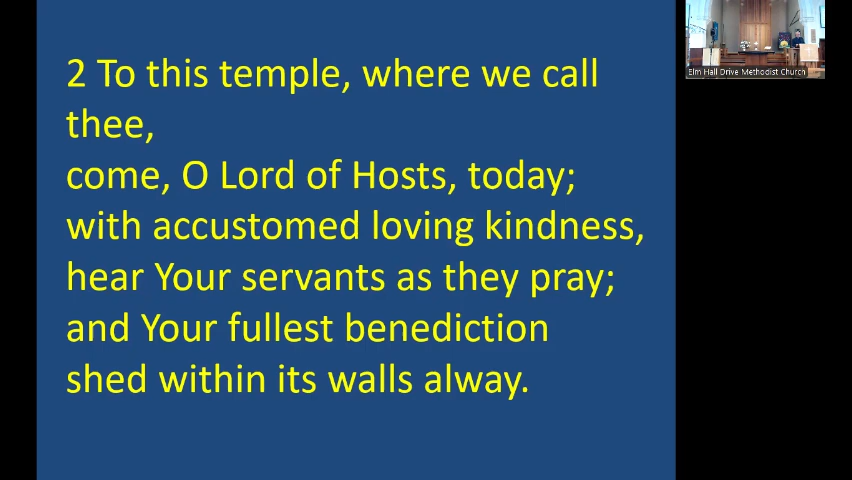 2 To this temple, where we call
thee,
come, O Lord of Hosts, today;
with accustomed loving kindness,
hear Your servants as they pray;
and Your fullest benediction
shed within its walls alway.
Elm Hall Drive Methodist Church